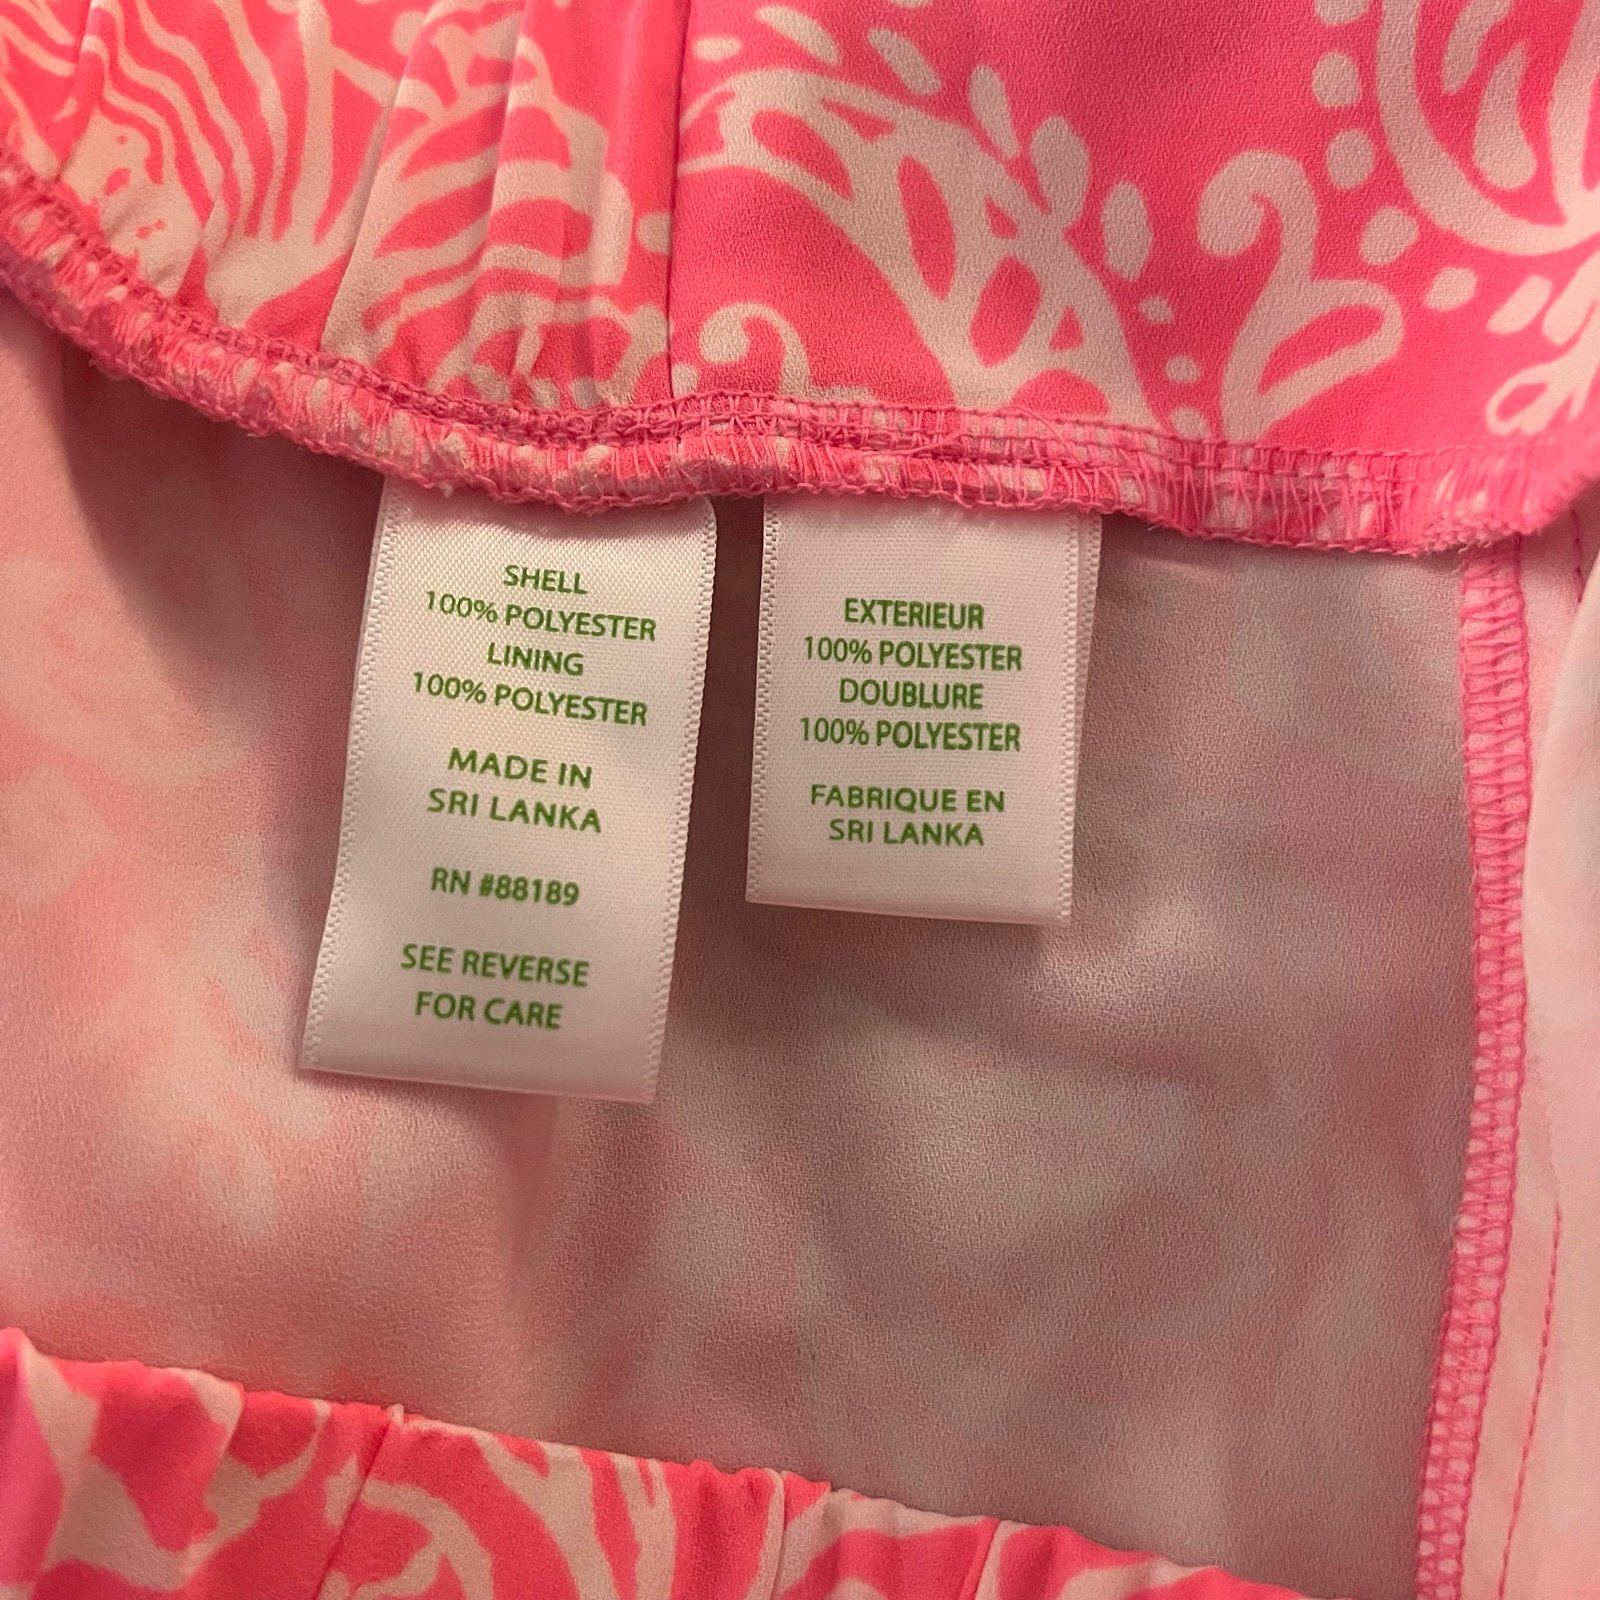 SHELL
100% POLYESTER
LINING
100% POLYESTER
MADE IN
SRI LANKA
RN #88189
SEE REVERSE
FOR CARE
EXTERIEUR
100% POLYESTER
DOUBLURE
100% POLYESTER
FABRIQUE EN
SRI LANKA